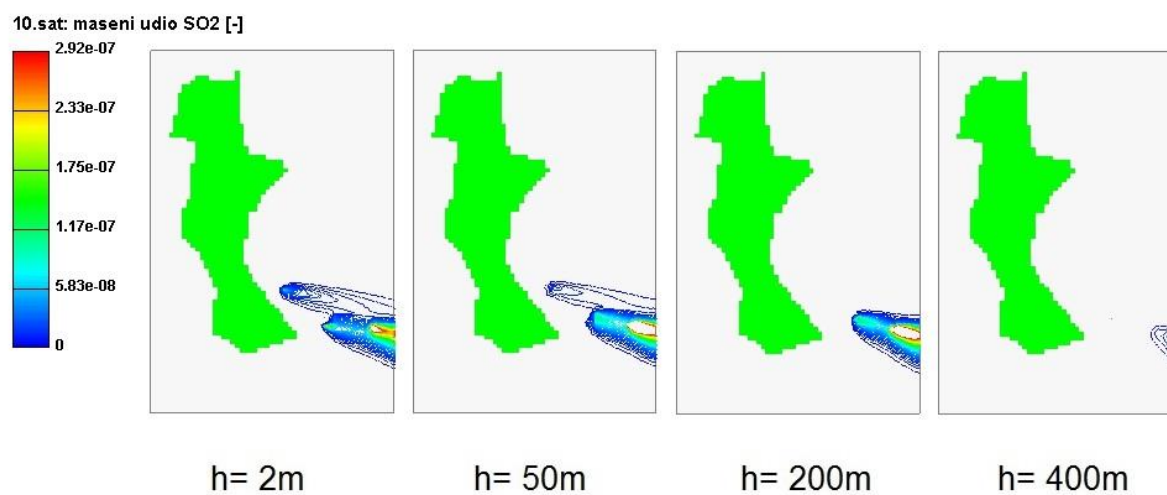 10.sat: maseni udio SO2 [-]
2.92e-07
2.33e-07
1.75e-07
1.17e-07
5.83e-08
0
h= 2m
h= 50m
h= 200m
h= 400m